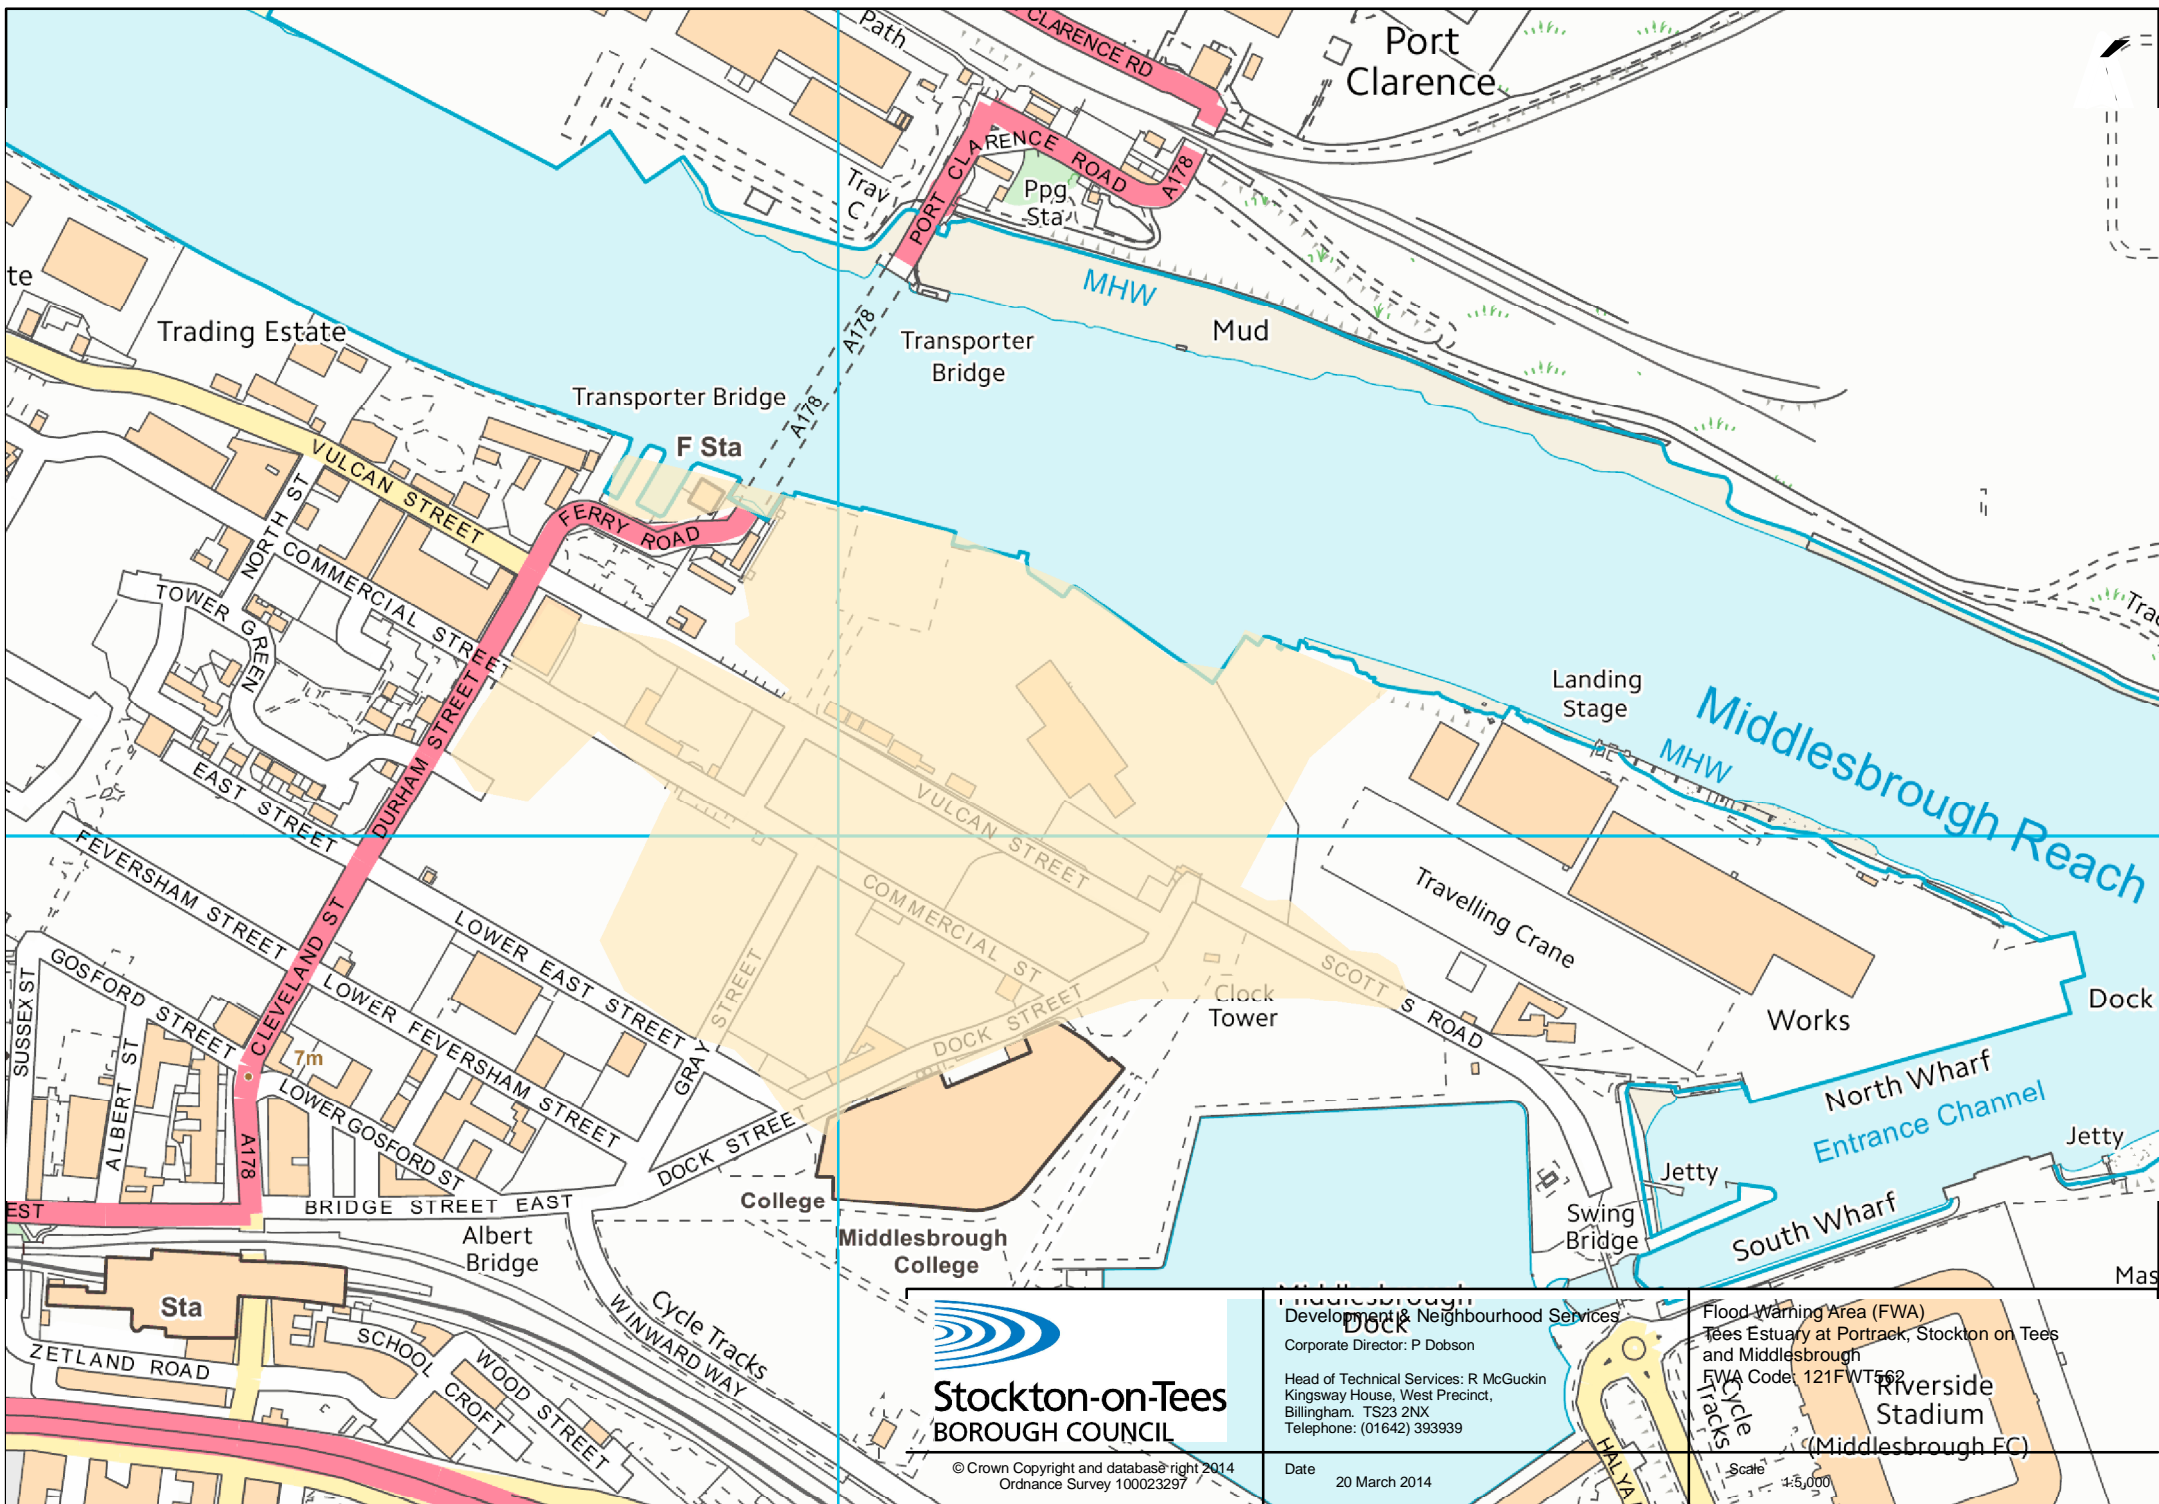 Path
CLARENCE RD
Port
Clarence
PORT CLARENCE ROAD
A178
Ppg
Sta
Trav
C
te
MHW
Mud
Trading Estate
A178
Transporter
Bridge
Transporter Bridge
A178
F Sta
VULCAN STREET
FERRY ROAD
NORTH ST
COMMERCIAL STREET
TOWER GREEN
Landing
Stage
Middlesbrough Reach
MHW
DURHAM STREET
EAST STREET
VULCAN STREET
FEVERSHAM STREET
COMMERCIAL ST
Travelling Crane
LOWER EAST STREET
CLEVELAND ST
GOSFORD STREET
SUSSEX ST
LOWER FEVERSHAM STREET
GRAY STREET
SCOTT S ROAD
Clock
Tower
Dock
Works
DOCK STREET
7m
ALBERT ST
LOWER GOSFORD ST
North Wharf
Entrance Channel
Jetty
A178
DOCK STREET
Jetty
College
EST
BRIDGE STREET EAST
Albert
Bridge
Middlesbrough
College
Swing
Bridge
South Wharf
Mas
Sta
Cycle Tracks
WINWARD WAY
SCHOOL CROFT
ZETLAND ROAD
WOOD STREET
Middlesbrough
Dock
Stockton-on-Tees
BOROUGH COUNCIL
Development & Neighbourhood Services
Corporate Director: P Dobson
Head of Technical Services: R McGuckin
Kingsway House, West Precinct,
Billingham. TS23 2NX
Telephone: (01642) 393939
Flood Warning Area (FWA)
Tees Estuary at Portrack, Stockton on Tees
and Middlesbrough
FWA Code: 121FWT562
Cycle
Tracks
Riverside
Stadium
(Middlesbrough FC)
© Crown Copyright and database right 2014
Ordnance Survey 100023297
Date
20 March 2014
Scale
1:5,000